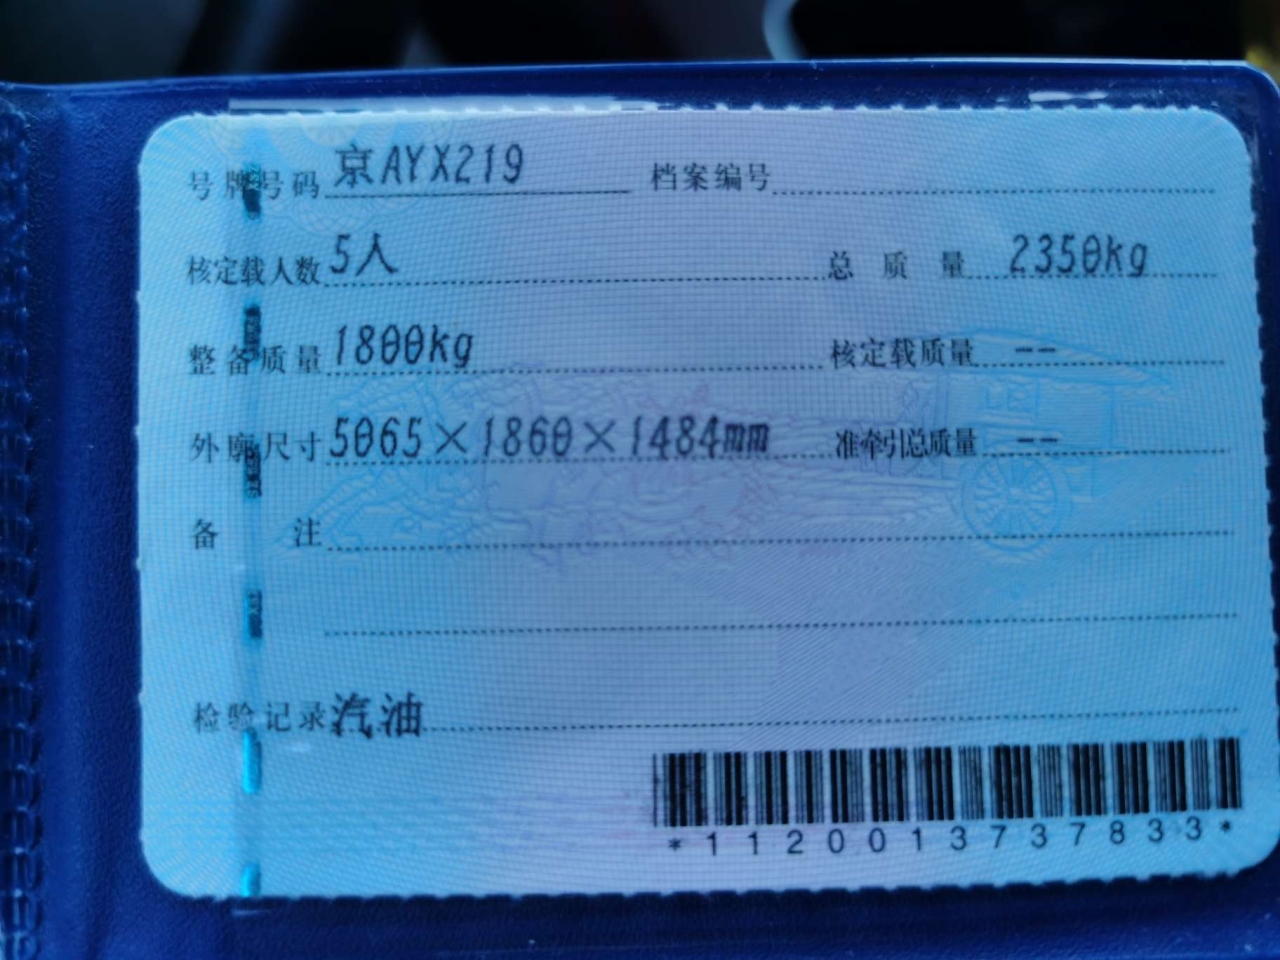 号牌号码 京AYX219 档案编号
核定载人数 5人 总质量 2350kg
整备质量 1800kg 核定载质量 --
外廓尺寸 5065×1860×1484mm 准牵引总质量 --
备注
检验记录 汽油
*1120013737833*